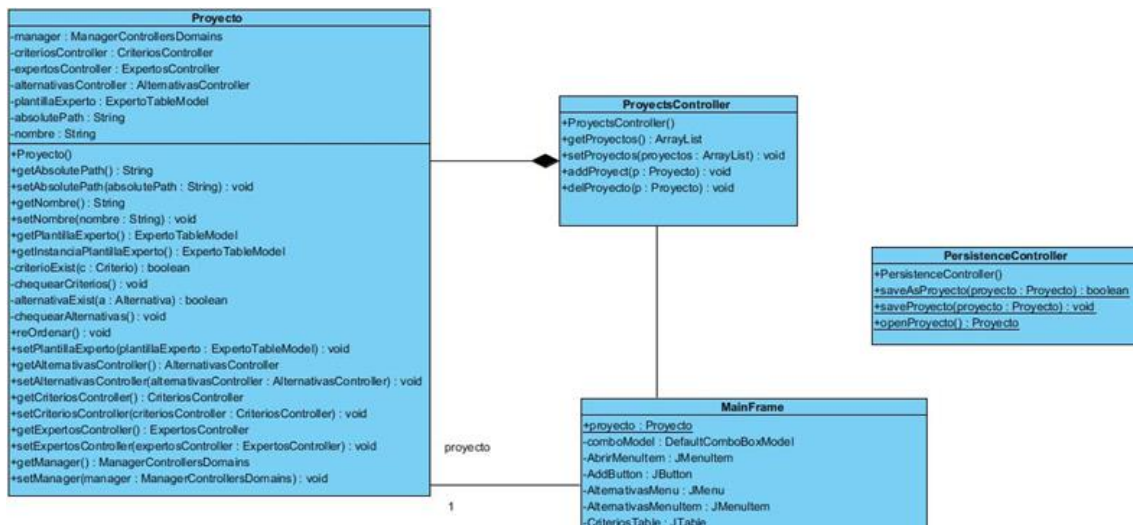 Proyecto
-manager : ManagerControllersDomains
-criteriosController : CriteriosController
-expertosController : ExpertosController
-alternativasController : AlternativasController
-plantillaExperto : ExpertoTableModel
-absolutePath : String
-nombre : String
+Proyecto()
+getAbsolutePath() : String
+setAbsolutePath(absolutePath : String) : void
+getNombre() : String
+setNombre(nombre : String) : void
+getPlantillaExperto() : ExpertoTableModel
+getInstanciaPlantillaExperto() : ExpertoTableModel
-criterioExist(c : Criterio) : boolean
-chequearCriterios() : void
-alternativaExist(a : Alternativa) : boolean
-chequearAlternativas() : void
+reOrdenar() : void
+setPlantillaExperto(plantillaExperto : ExpertoTableModel) : void
+getAlternativasController() : AlternativasController
+setAlternativasController(alternativasController : AlternativasController) : void
+getCriteriosController() : CriteriosController
+setCriteriosController(criteriosController : CriteriosController) : void
+getExpertosController() : ExpertosController
+setExpertosController(expertosController : ExpertosController) : void
+getManager() : ManagerControllersDomains
+setManager(manager : ManagerControllersDomains) : void
ProyectsController
+ProyectsController()
+getProyectos() : ArrayList
+setProyectos(proyectos : ArrayList) : void
+addProyect(p : Proyecto) : void
+delProyecto(p : Proyecto) : void
PersistenceController
+PersistenceController()
+saveAsProyecto(proyecto : Proyecto) : boolean
+saveProyecto(proyecto : Proyecto) : void
+openProyecto() : Proyecto
proyecto
1
MainFrame
+proyecto : Proyecto
-comboModel : DefaultComboBoxModel
-AbrirMenuItem : JMenuItem
-AddButton : JButton
-AlternativasMenu : JMenu
-AlternativasMenuItem : JMenuItem
-CriteriosTable : JTable